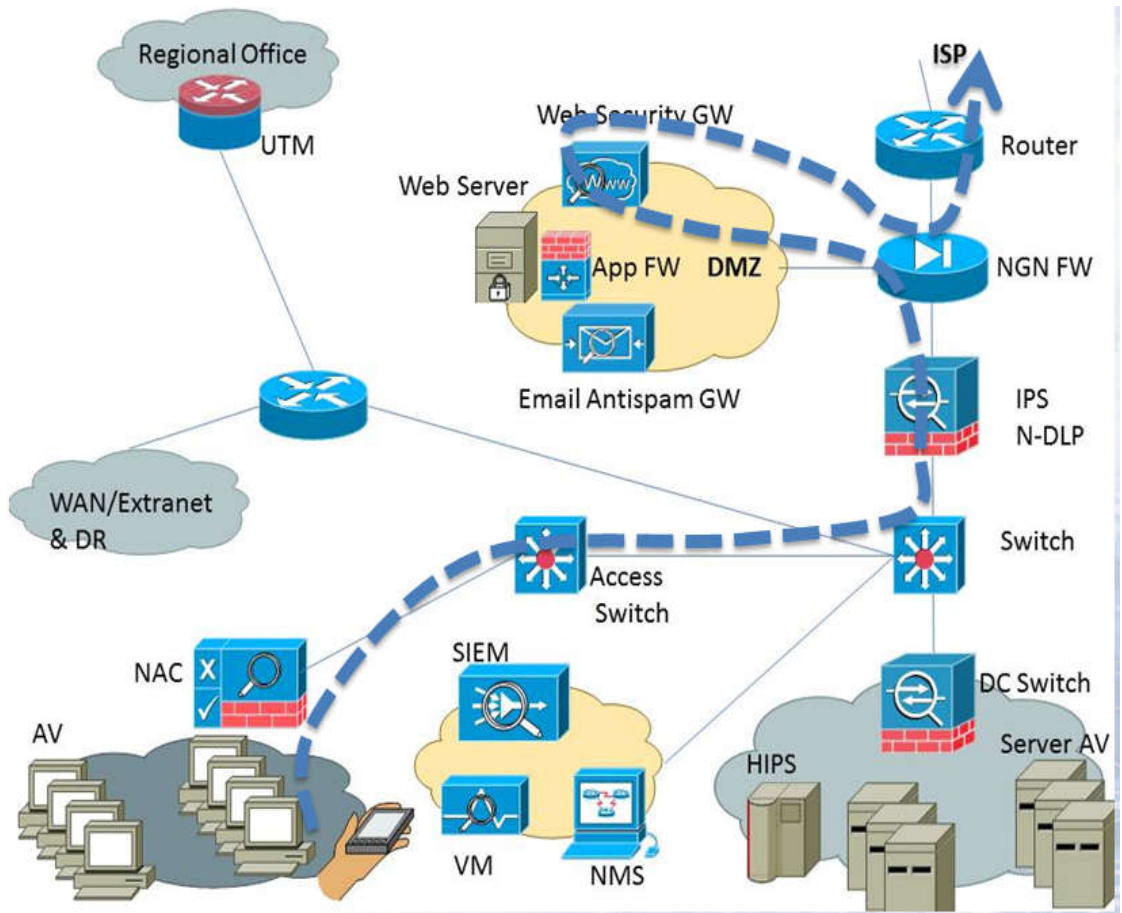 Regional Office
ISP
UTM
Web Security GW
Router
Web Server
WWW
App FW
DMZ
NGN FW
Email Antispam GW
IPS
N-DLP
WAN/Extranet
& DR
Switch
Access
Switch
NAC
X
SIEM
DC Switch
AV
Server AV
HIPS
VM
NMS